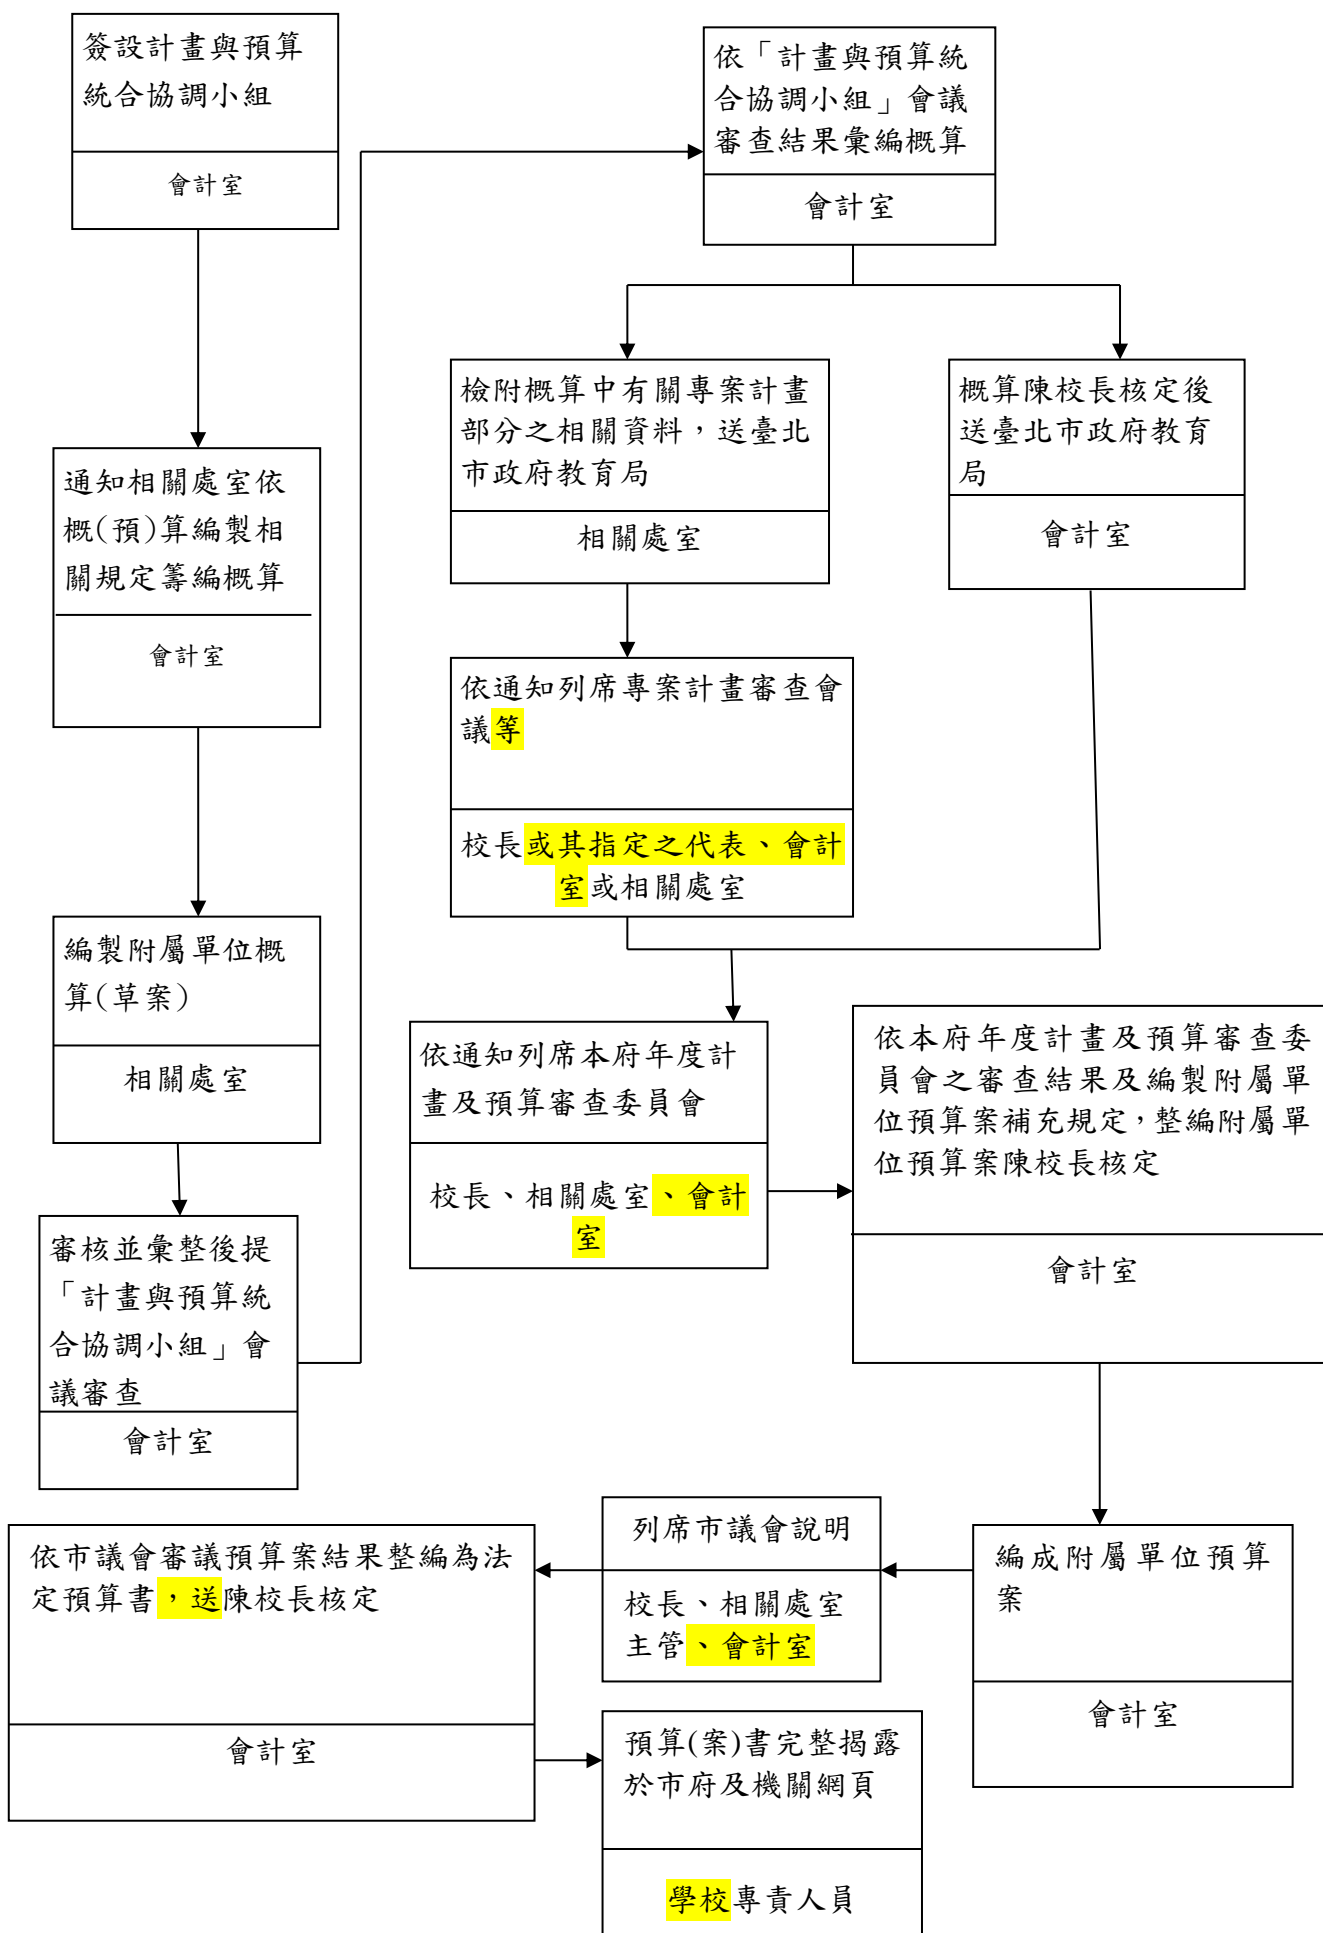 簽設計畫與預算
統合協調小組
會計室
通知相關處室依
概(預)算編製相
關規定籌編概算
會計室
編製附屬單位概
算(草案)
相關處室
審核並彙整後提
「計畫與預算統
合協調小組」會
議審查
會計室
依「計畫與預算統
合協調小組」會議
審查結果彙編概算
會計室
檢附概算中有關專案計畫
部分之相關資料，送臺北
市政府教育局
相關處室
概算陳校長核定後
送臺北市政府教育
局
會計室
依通知列席專案計畫審查會
議等
校長或其指定之代表、會計
室或相關處室
依通知列席本府年度計
畫及預算審查委員會
校長、相關處室、會計
室
依本府年度計畫及預算審查委
員會之審查結果及編製附屬單
位預算案補充規定，整編附屬單
位預算案陳校長核定
會計室
編成附屬單位預算
案
會計室
列席市議會說明
校長、相關處室
主管、會計室
依市議會審議預算案結果整編為法
定預算書，送陳校長核定
會計室
預算(案)書完整揭露
於市府及機關網頁
學校專責人員